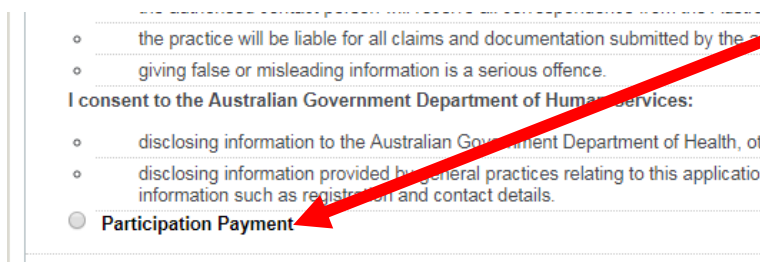 the practice will be liable for all claims and documentation submitted by the
giving false or misleading information is a serious offence.
I consent to the Australian Government Department of Human Services:
disclosing information to the Australian Government Department of Health,
disclosing information provided by general practices relating to this
information such as registration and contact details.
Participation Payment